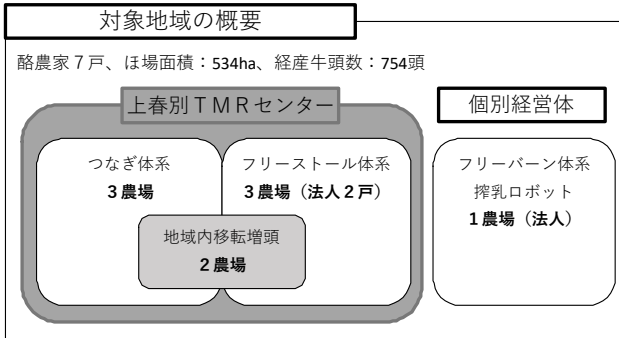 対象地域の概要
酪農家７戸、ほ場面積：534ha、経産牛頭数：754頭
上春別ＴＭＲセンター
個別経営体
つなぎ体系
３農場
フリーストール体系
３農場（法人２戸）
地域内移転増頭
２農場
フリーバーン体系
搾乳ロボット
１農場（法人）